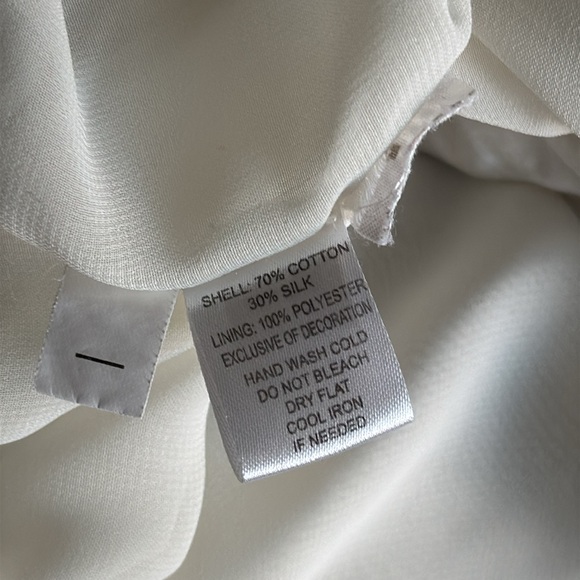 SHELL: 70% COTTON
30% SILK
LINING: 100% POLYESTER
EXCLUSIVE OF DECORATION
HAND WASH COLD
DO NOT BLEACH
DRY FLAT
COOL IRON
IF NEEDED